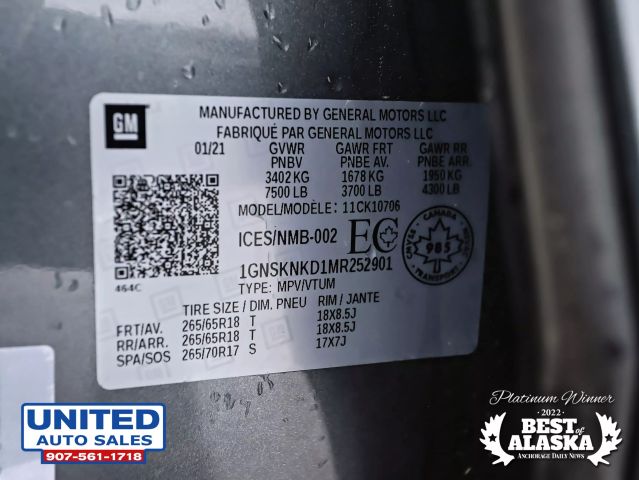 GM
MANUFACTURED BY GENERAL MOTORS LLC
FABRIQUÉ PAR GENERAL MOTORS LLC
01/21 GVWR GAWR FRT GAWR RR
PNBV PNBE AV. PNBE ARR.
3402 KG 1678 KG 1950 KG
7500 LB 3700 LB 4300 LB
MODEL/MODÈLE: 11CK10706
ICES/NMB-002 EC
CANADA
985
TRANSPORTS
1GNSKNKD1MR252901
TYPE: MPV/VTUM
464C
TIRE SIZE / DIM. PNEU RIM / JANTE
FRT/AV. 265/65R18 T 18X8.5J
RR/ARR. 265/65R18 T 18X8.5J
SPA/SOS 265/70R17 S 17X7J
UNITED
AUTO SALES
907-561-1718
Platinum Winner
2022
BEST OF
ALASKA
ANCHORAGE DAILY NEWS